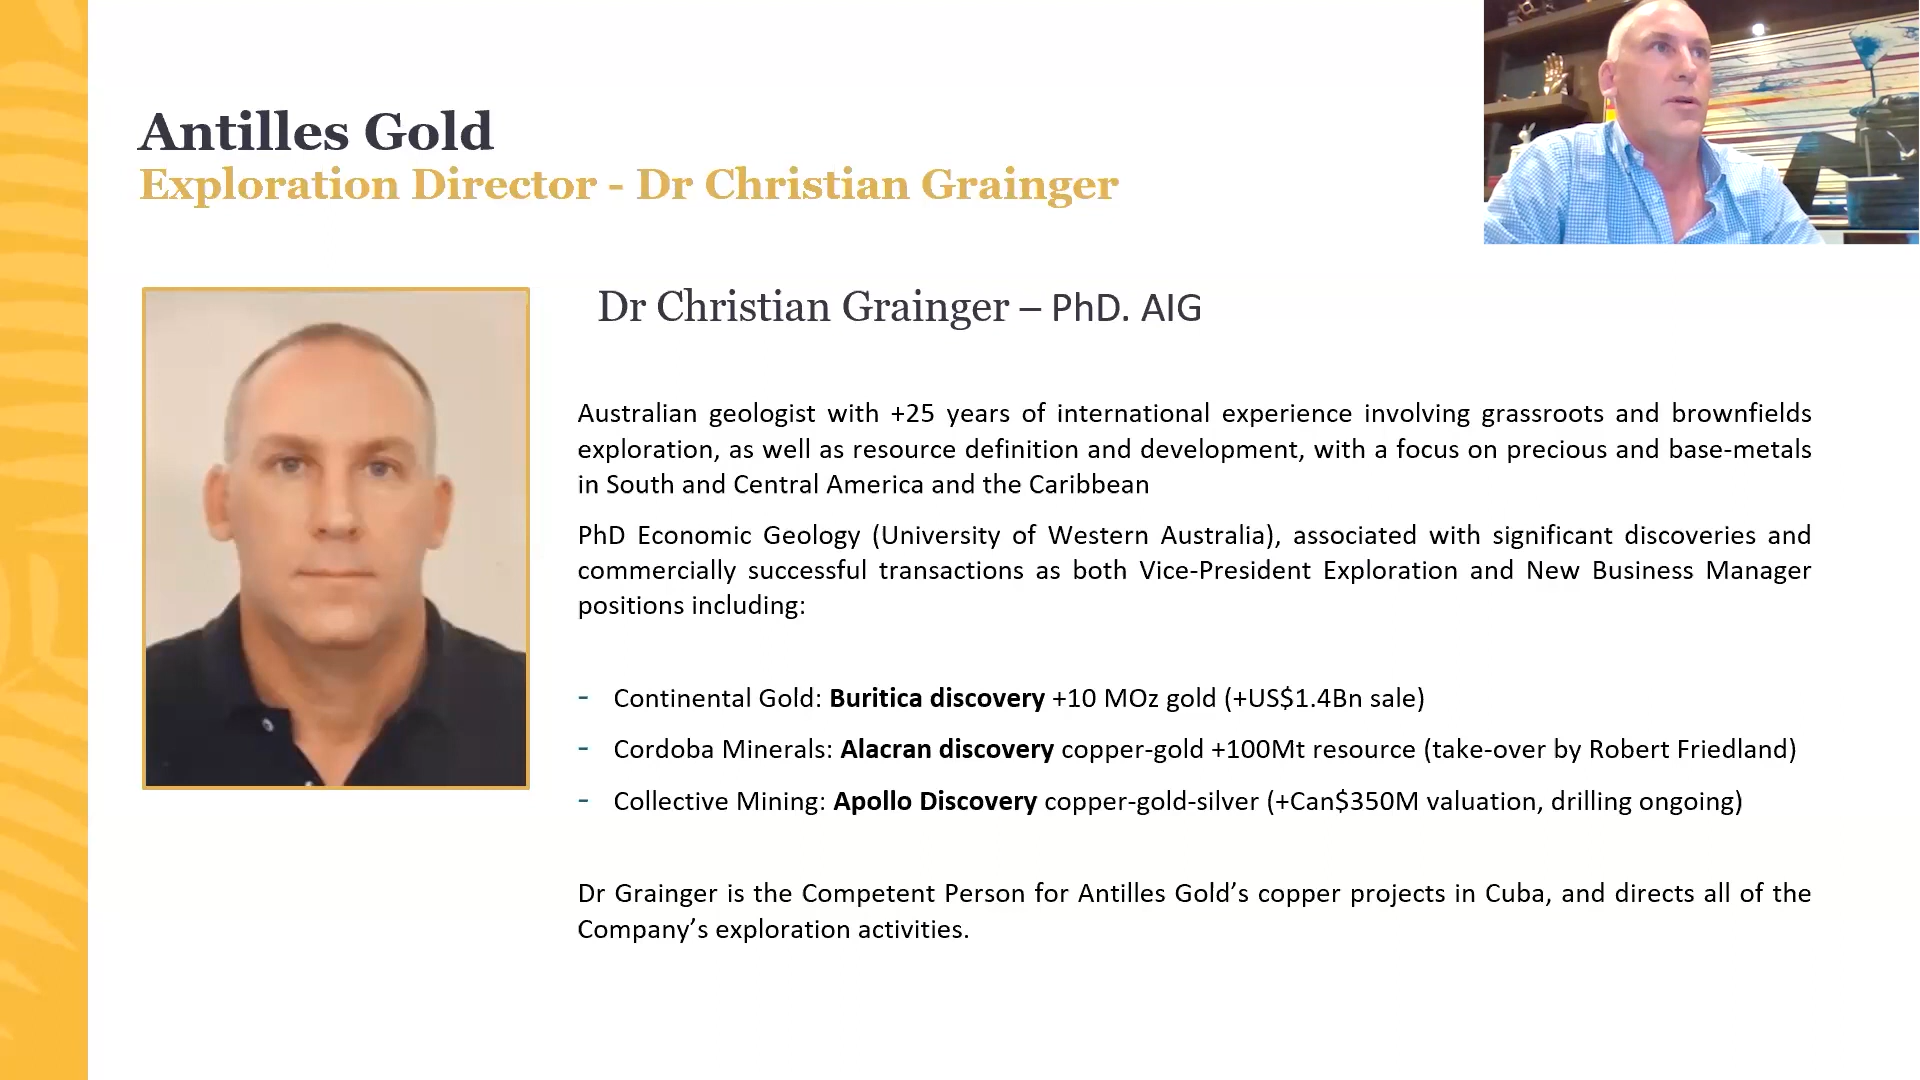 Antilles Gold
Exploration Director - Dr Christian Grainger
Dr Christian Grainger – PhD. AIG
Australian geologist with +25 years of international experience involving grassroots and brownfields
exploration, as well as resource definition and development, with a focus on precious and base-metals
in South and Central America and the Caribbean
PhD Economic Geology (University of Western Australia), associated with significant discoveries and
commercially successful transactions as both Vice-President Exploration and New Business Manager
positions including:
- Continental Gold: Buritica discovery +10 MOz gold (+US$1.4Bn sale)
- Cordoba Minerals: Alacran discovery copper-gold +100Mt resource (take-over by Robert Friedland)
- Collective Mining: Apollo Discovery copper-gold-silver (+Can$350M valuation, drilling ongoing)
Dr Grainger is the Competent Person for Antilles Gold’s copper projects in Cuba, and directs all of the
Company’s exploration activities.